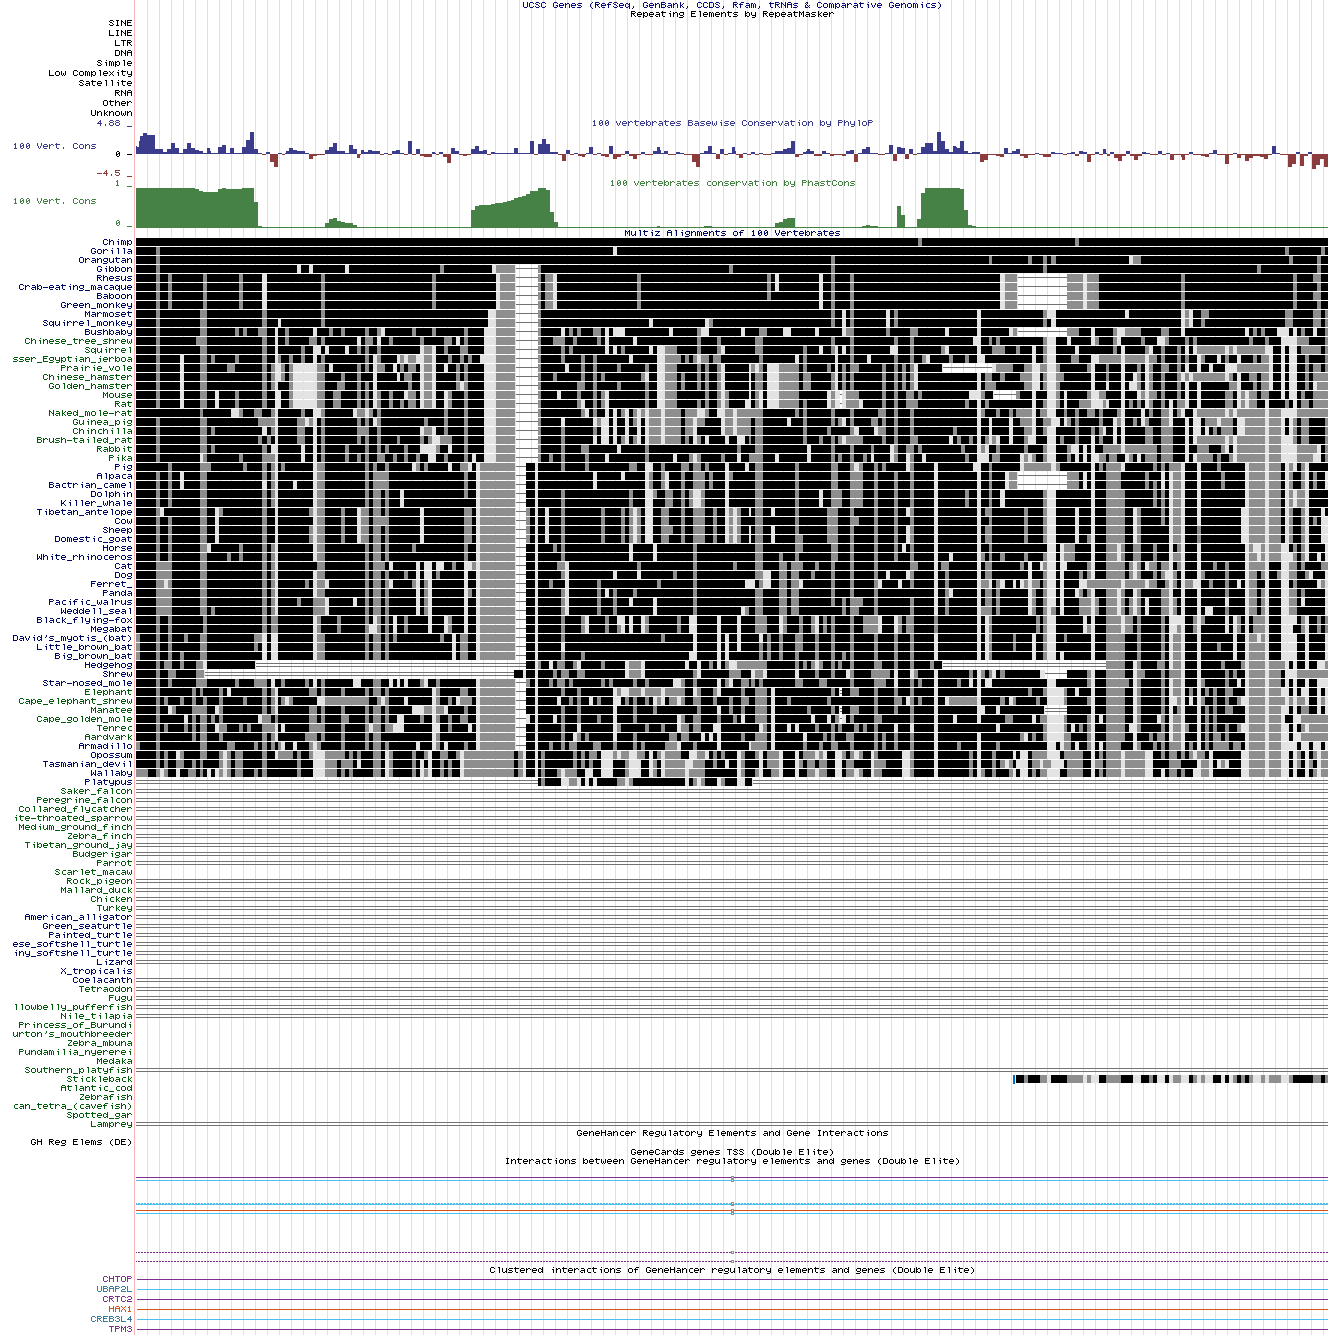 UCSC Genes (RefSeq, GenBank, CCDS, Rfam, tRNAs & Comparative Genomics)
Repeating Elements by RepeatMasker
SINE
LINE
LTR
DNA
Simple
Low Complexity
Satellite
RNA
Other
Unknown
4.88 _
100 vertebrates Basewise Conservation by PhyloP
100 Vert. Cons
0 -
-4.5 _
1 _
100 vertebrates conservation by PhastCons
100 Vert. Cons
0 _
Multiz Alignments of 100 Vertebrates
Chimp
Gorilla
Orangutan
Gibbon
Rhesus
Crab-eating_macaque
Baboon
Green_monkey
Marmoset
Squirrel_monkey
Bushbaby
Chinese_tree_shrew
Squirrel
sser_Egyptian_jerboa
Prairie_vole
Chinese_hamster
Golden_hamster
Mouse
Rat
Naked_mole-rat
Guinea_pig
Chinchilla
Brush-tailed_rat
Rabbit
Pika
Pig
Alpaca
Bactrian_camel
Dolphin
Killer_whale
Tibetan_antelope
Cow
Sheep
Domestic_goat
Horse
White_rhinoceros
Cat
Dog
Ferret_
Panda
Pacific_walrus
Weddell_seal
Black_flying-fox
Megabat
David's_myotis_(bat)
Little_brown_bat
Big_brown_bat
Hedgehog
Shrew
Star-nosed_mole
Elephant
Cape_elephant_shrew
Manatee
Cape_golden_mole
Tenrec
Aardvark
Armadillo
Opossum
Tasmanian_devil
Wallaby
Platypus
Saker_falcon
Peregrine_falcon
Collared_flycatcher
ite-throated_sparrow
Medium_ground_finch
Zebra_finch
Tibetan_ground_jay
Budgerigar
Parrot
Scarlet_macaw
Rock_pigeon
Mallard_duck
Chicken
Turkey
American_alligator
Green_seaturtle
Painted_turtle
ese_softshell_turtle
iny_softshell_turtle
Lizard
X_tropicalis
Coelacanth
Tetraodon
Fugu
llowbelly_pufferfish
Nile_tilapia
Princess_of_Burundi
urton's_mouthbreeder
Zebra_mbuna
Pundamilia_nyererei
Medaka
Southern_platyfish
Stickleback
Atlantic_cod
Zebrafish
can_tetra_(cavefish)
Spotted_gar
Lamprey
GeneHancer Regulatory Elements and Gene Interactions
GH Reg Elems (DE)
GeneCards genes TSS (Double Elite)
Interactions between GeneHancer regulatory elements and genes (Double Elite)
Clustered interactions of GeneHancer regulatory elements and genes (Double Elite)
CHTOP
UBAP2L
CRTC2
HAX1
CREB3L4
TPM3